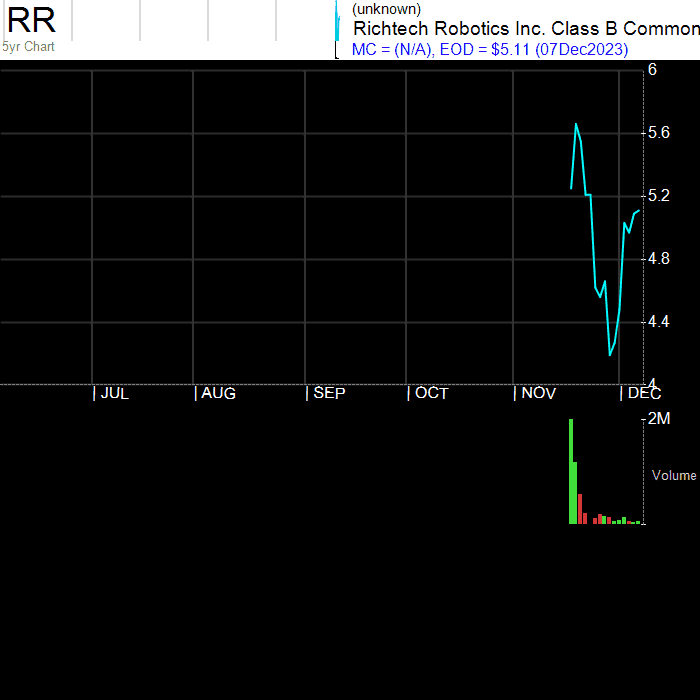 RR
5yr Chart
(unknown)
Richtech Robotics Inc. Class B Common
MC = (N/A), EOD = $5.11 (07Dec2023)
6
5.6
5.2
4.8
4.4
4
JUL AUG SEP OCT NOV DEC
2M
Volume